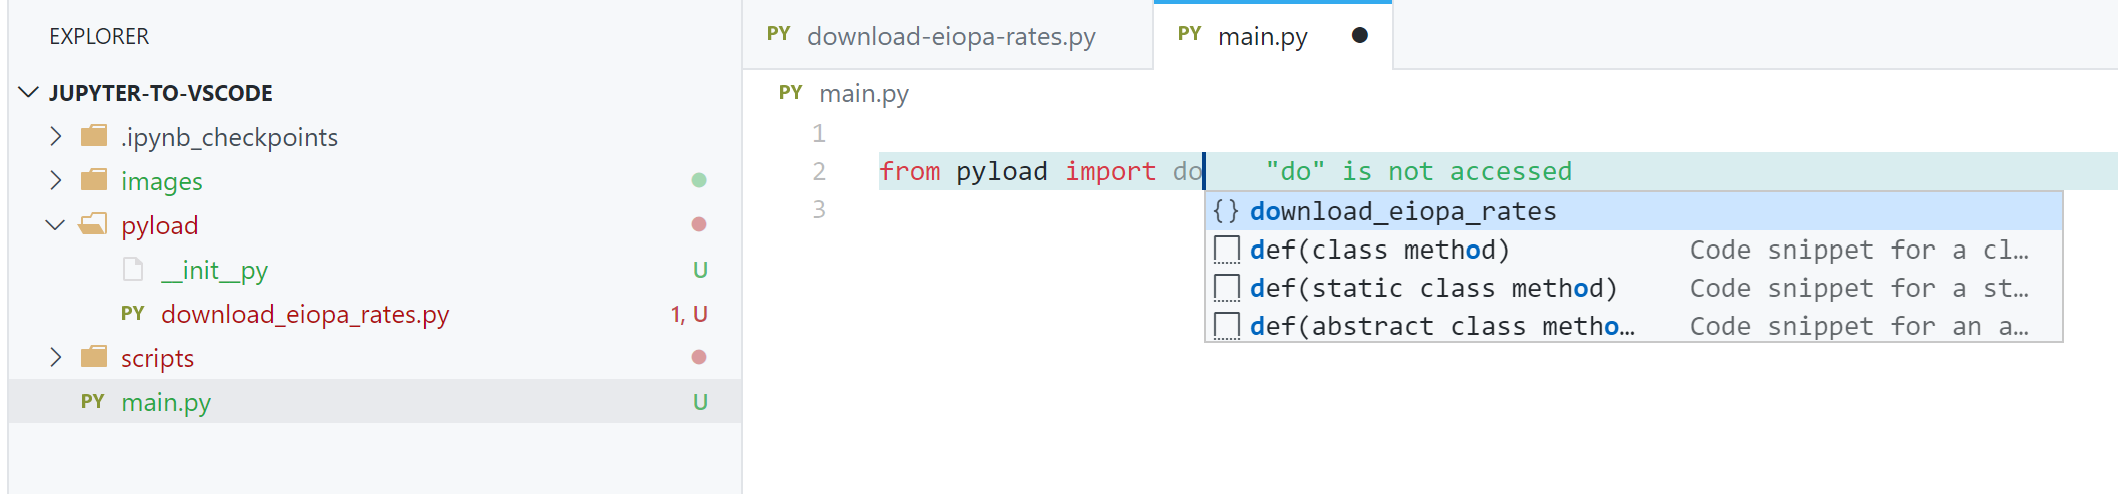 EXPLORER
JUPYTER-TO-VSCODE
.ipynb_checkpoints
images
pyload
__init__py
U
PY download_eiopa_rates.py
1, U
scripts
PY main.py
U
PY download-eiopa-rates.py
PY main.py
PY main.py
1
2 from pyload import do "do" is not accessed
3
{} download_eiopa_rates
def(class method) Code snippet for a cl…
def(static class method) Code snippet for a st…
def(abstract class metho… Code snippet for an a…